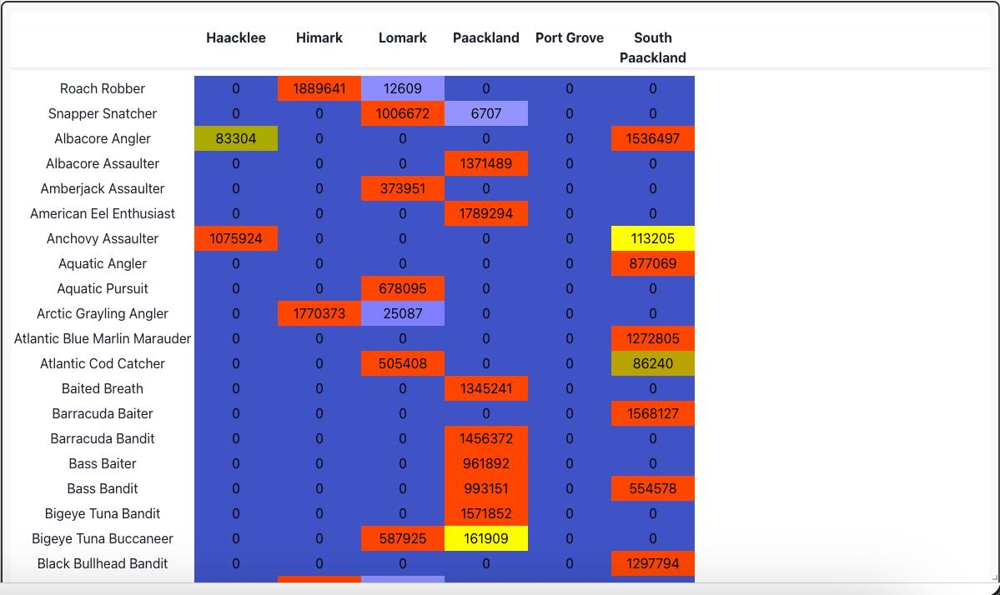 Haacklee Himark Lomark Paackland Port Grove South Paackland
Roach Robber 0 1889641 12609 0 0 0
Snapper Snatcher 0 0 1006672 6707 0 0
Albacore Angler 83304 0 0 0 0 1536497
Albacore Assaulter 0 0 0 1371489 0 0
Amberjack Assaulter 0 0 373951 0 0 0
American Eel Enthusiast 0 0 0 1789294 0 0
Anchovy Assaulter 1075924 0 0 0 0 113205
Aquatic Angler 0 0 0 0 0 877069
Aquatic Pursuit 0 0 678095 0 0 0
Arctic Grayling Angler 0 1770373 25087 0 0 0
Atlantic Blue Marlin Marauder 0 0 0 0 0 1272805
Atlantic Cod Catcher 0 0 505408 0 0 86240
Baited Breath 0 0 0 1345241 0 0
Barracuda Baiter 0 0 0 0 0 1568127
Barracuda Bandit 0 0 0 1456372 0 0
Bass Baiter 0 0 0 961892 0 0
Bass Bandit 0 0 0 993151 0 554578
Bigeye Tuna Bandit 0 0 0 1571852 0 0
Bigeye Tuna Buccaneer 0 0 587925 161909 0 0
Black Bullhead Bandit 0 0 0 0 0 1297794